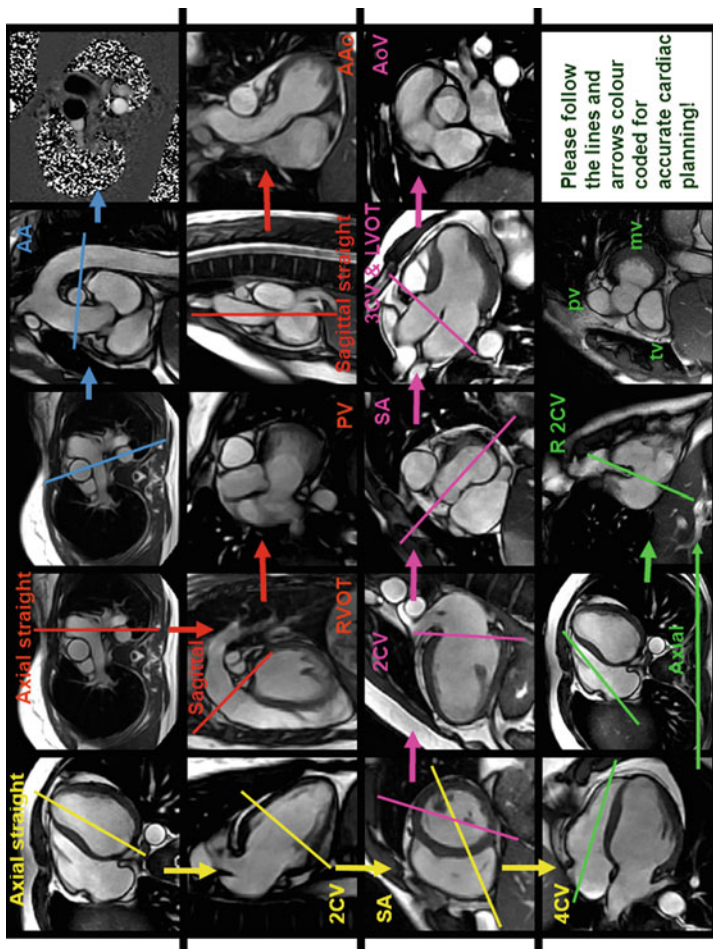 Axial straight
Axial straight
AA
2CV
Sagittal
RVOT
PV
Sagittal straight
AAo
SA
2CV
SA
3CV & LVOT
AoV
4CV
Axial
R 2CV
pv
mv
tv
Please follow
the lines and
arrows colour
coded for
accurate cardiac
planning!